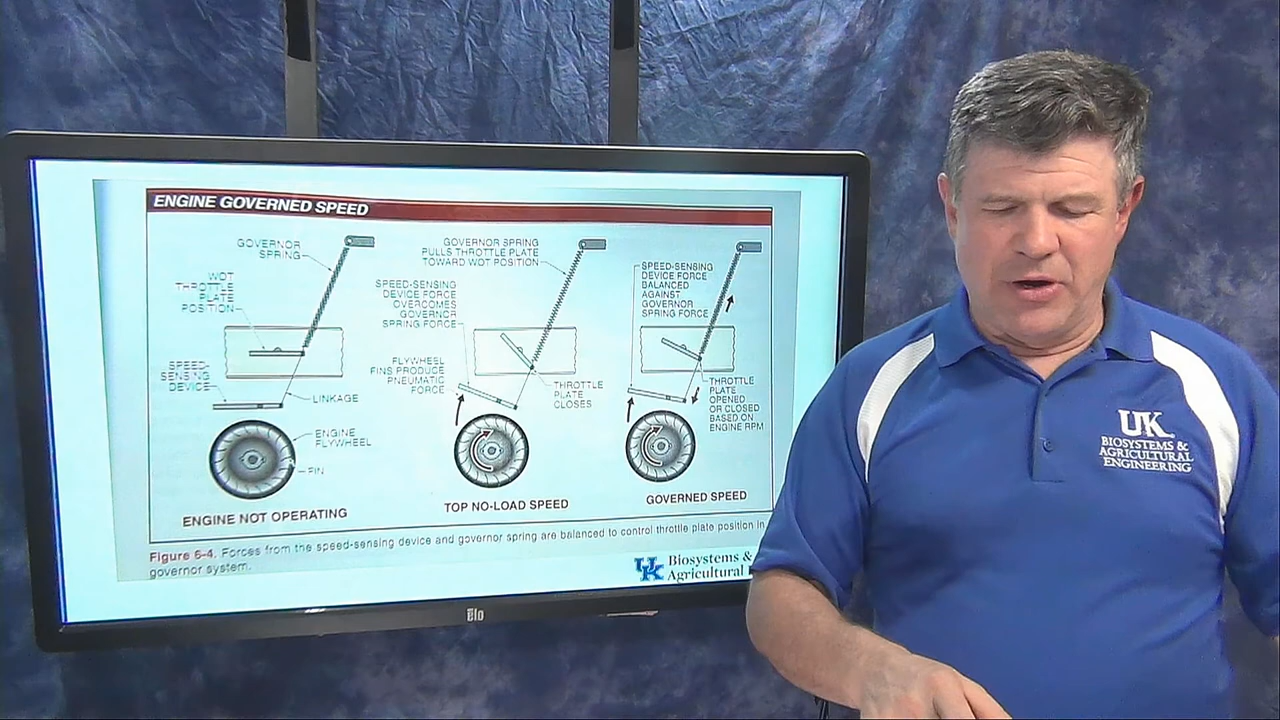 ENGINE GOVERNED SPEED
GOVERNOR
SPRING
WOT
THROTTLE
PLATE
POSITION
SPEED-
SENSING
DEVICE
LINKAGE
ENGINE
FLYWHEEL
FIN
ENGINE NOT OPERATING
GOVERNOR SPRING
PULLS THROTTLE PLATE
TOWARD WOT POSITION
SPEED-SENSING
DEVICE FORCE
OVERCOMES
GOVERNOR
SPRING FORCE
FLYWHEEL
FINS PRODUCE
PNEUMATIC
FORCE
THROTTLE
PLATE
CLOSES
TOP NO-LOAD SPEED
SPEED-SENSING
DEVICE FORCE
BALANCED
AGAINST
GOVERNOR
SPRING FORCE
THROTTLE
PLATE
OPENED
OR CLOSED
BASED ON
ENGINE RPM
GOVERNED SPEED
Figure 6-4. Forces from the speed-sensing device and governor spring are balanced to control throttle plate position in
governor system.
UK
Biosystems &
Agricultural
elo
UK
BIOSYSTEMS &
AGRICULTURAL
ENGINEERING